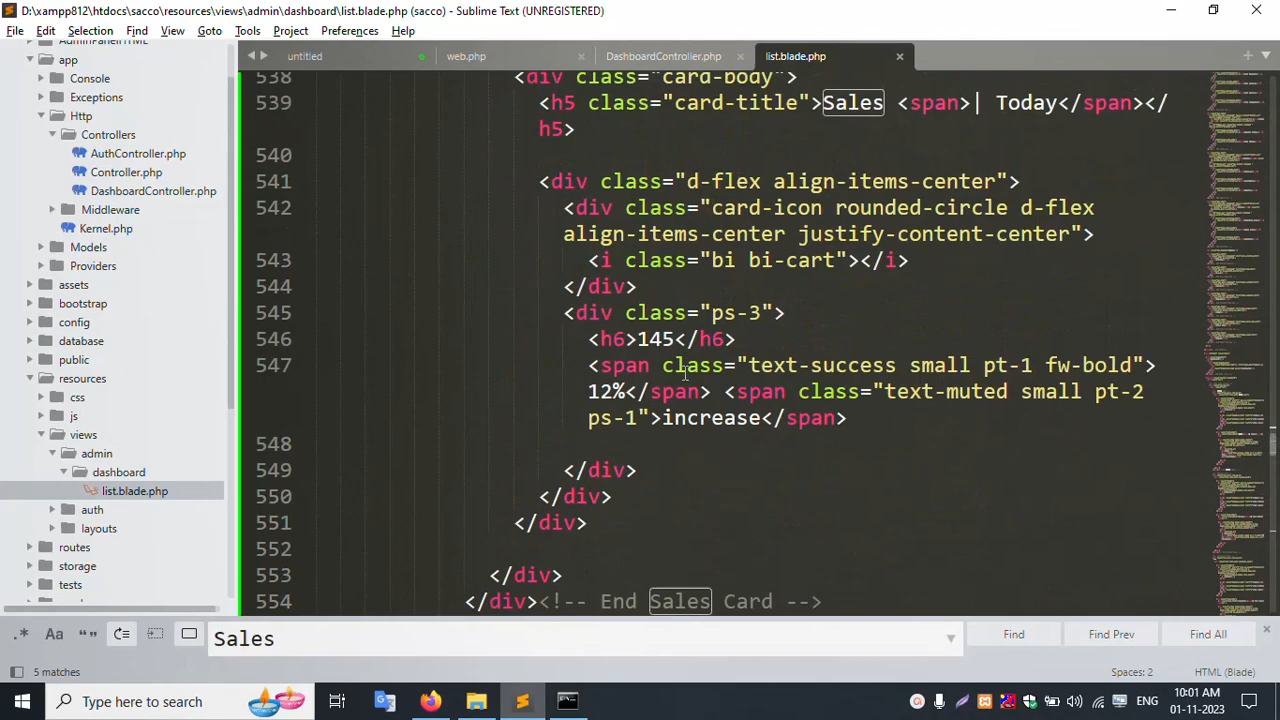 D:\xampp812\htdocs\sacco\resources\views\admin\dashboard\list.blade.php (sacco) - Sublime Text (UNREGISTERED)
File Edit Selection Find View Goto Tools Project Preferences Help
untitled web.php DashboardController.php list.blade.php
app
Console
Exceptions
Http
Controllers
AuthController.php
Controller.php
DashboardController.php
Middleware
Kernel.php
Models
Providers
assets
bootstrap
config
database
public
resources
css
js
views
admin
dashboard
list.blade.php
auth
layouts
routes
storage
tests
538 <div class="card-body">
539 <h5 class="card-title">Sales <span>| Today</span></
h5>
540
541 <div class="d-flex align-items-center">
542 <div class="card-icon rounded-circle d-flex
align-items-center justify-content-center">
543 <i class="bi bi-cart"></i>
544 </div>
545 <div class="ps-3">
546 <h6>145</h6>
547 <span class="text-success small pt-1 fw-bold">
12%</span> <span class="text-muted small pt-2
ps-1">increase</span>
548
549 </div>
550 </div>
551 </div>
552
553 </div>
554 </div><!-- End Sales Card -->
.* Aa “” Sales Find Find Prev Find All
5 matches Spaces: 2 HTML (Blade)
Type here to search ENG 10:01 AM
01-11-2023